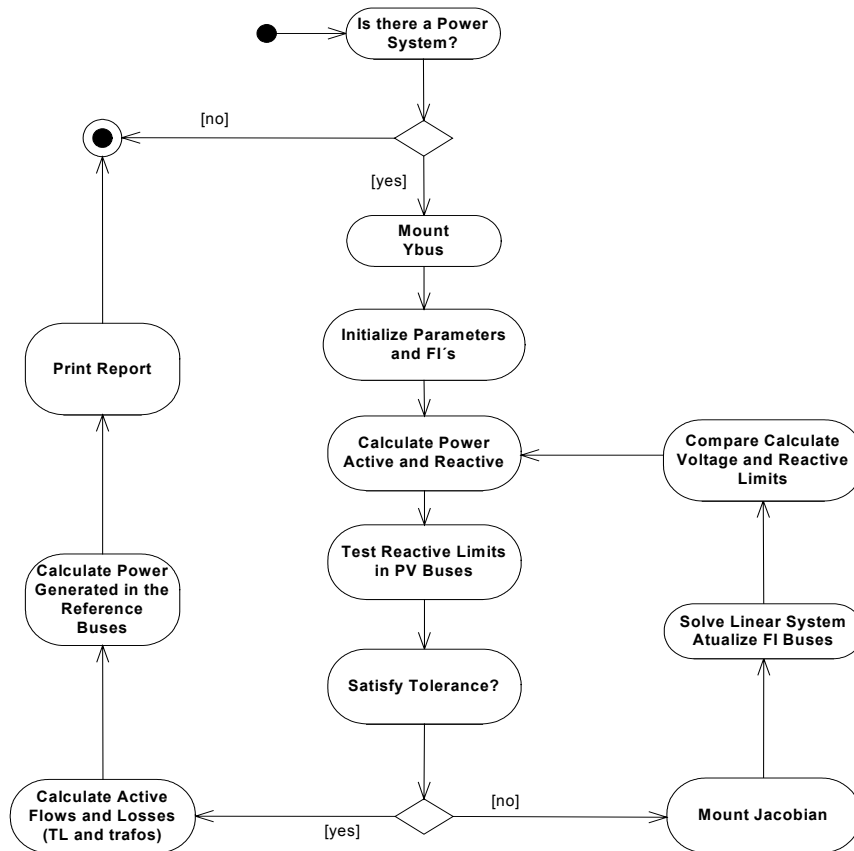 Is there a Power
System?
[no]
[yes]
Mount
Ybus
Initialize Parameters
and FI´s
Print Report
Calculate Power
Active and Reactive
Compare Calculate
Voltage and Reactive
Limits
Test Reactive Limits
in PV Buses
Calculate Power
Generated in the
Reference
Buses
Solve Linear System
Atualize FI Buses
Satisfy Tolerance?
Calculate Active
Flows and Losses
(TL and trafos)
[yes]
[no]
Mount Jacobian